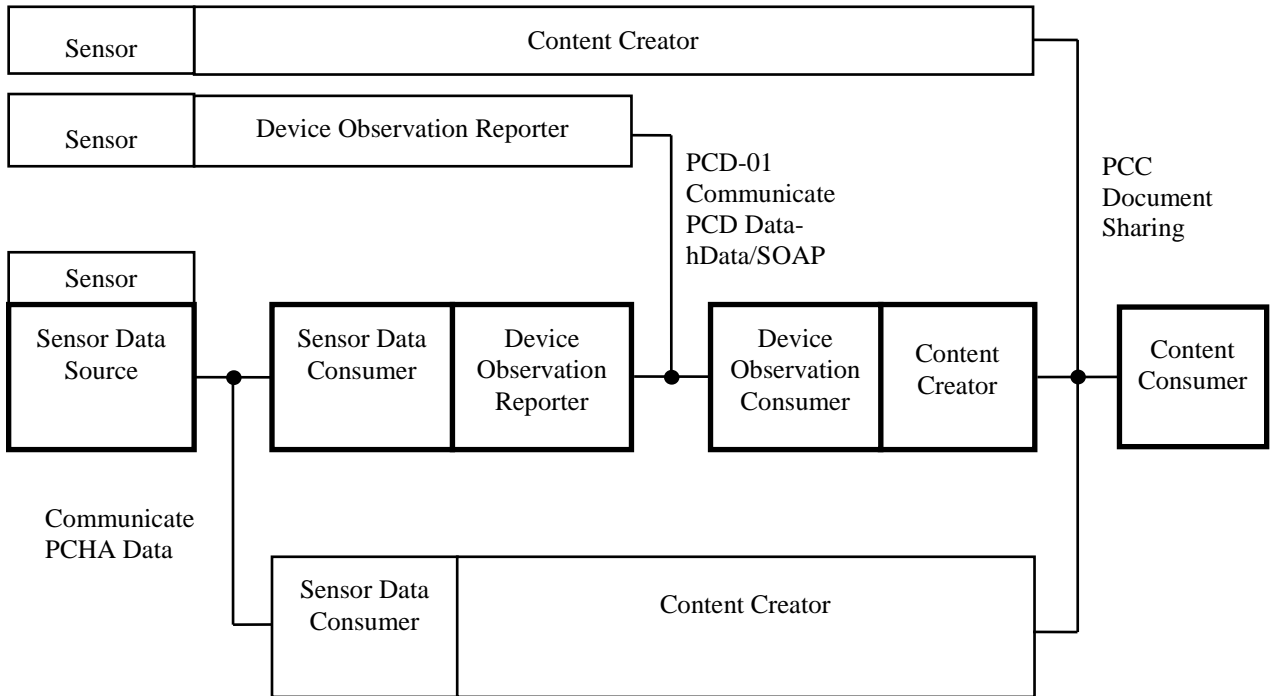 Sensor
Content Creator
Sensor
Device Observation Reporter
PCD-01
Communicate
PCD Data-
hData/SOAP
PCC
Document
Sharing
Sensor
Sensor Data
Source
Sensor Data
Consumer
Device
Observation
Reporter
Device
Observation
Consumer
Content
Creator
Content
Consumer
Communicate
PCHA Data
Sensor Data
Consumer
Content Creator